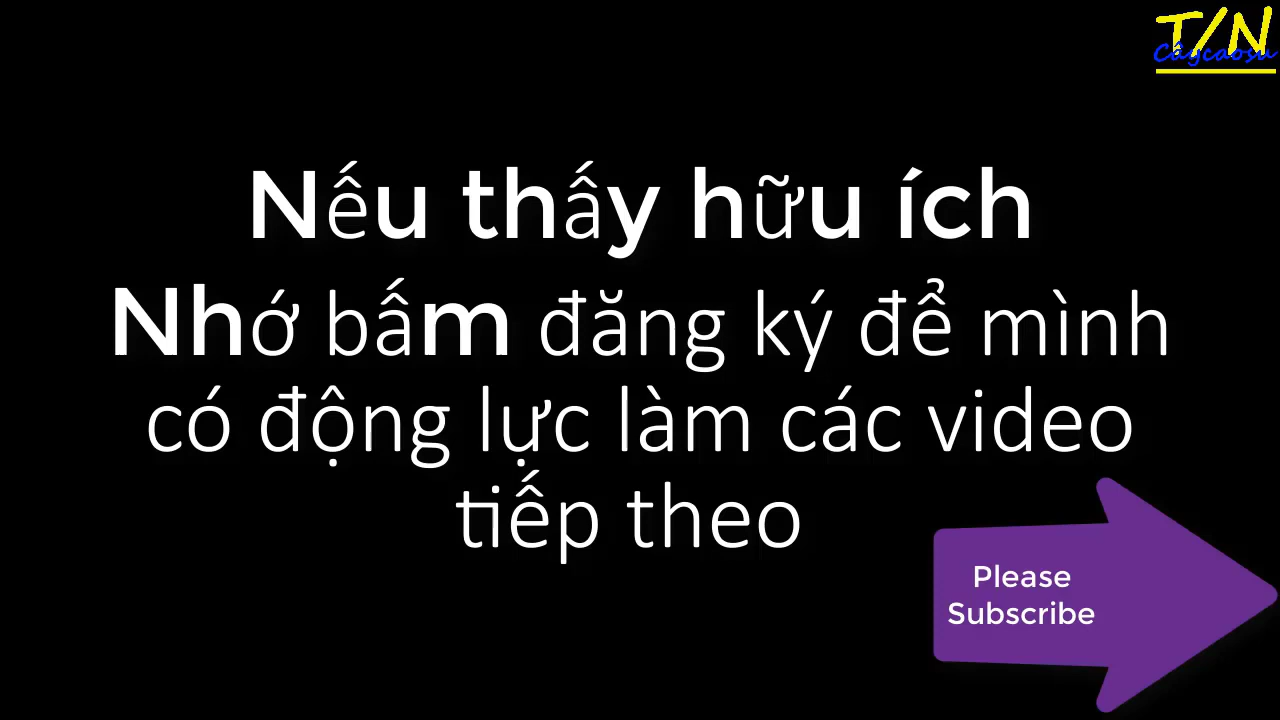 T/N
Câycaosu
Nếu thấy hữu ích
Nhớ bấm đăng ký để mình
có động lực làm các video
tiếp theo
Please
Subscribe